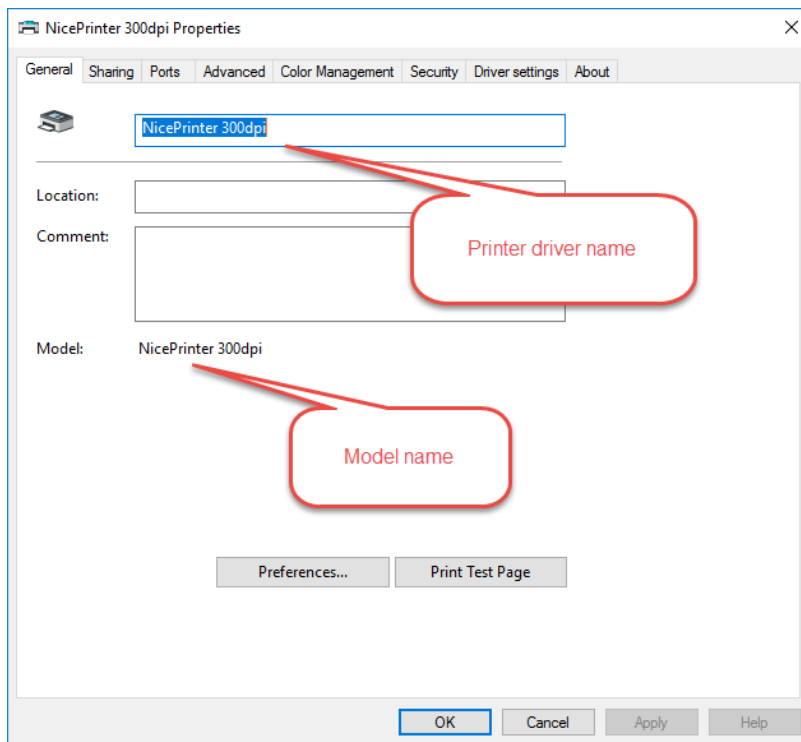 NicePrinter 300dpi Properties
General Sharing Ports Advanced Color Management Security Driver settings About
NicePrinter 300dpi
Location:
Printer driver name
Comment:
Model: NicePrinter 300dpi
Model name
Preferences... Print Test Page
OK Cancel Apply Help